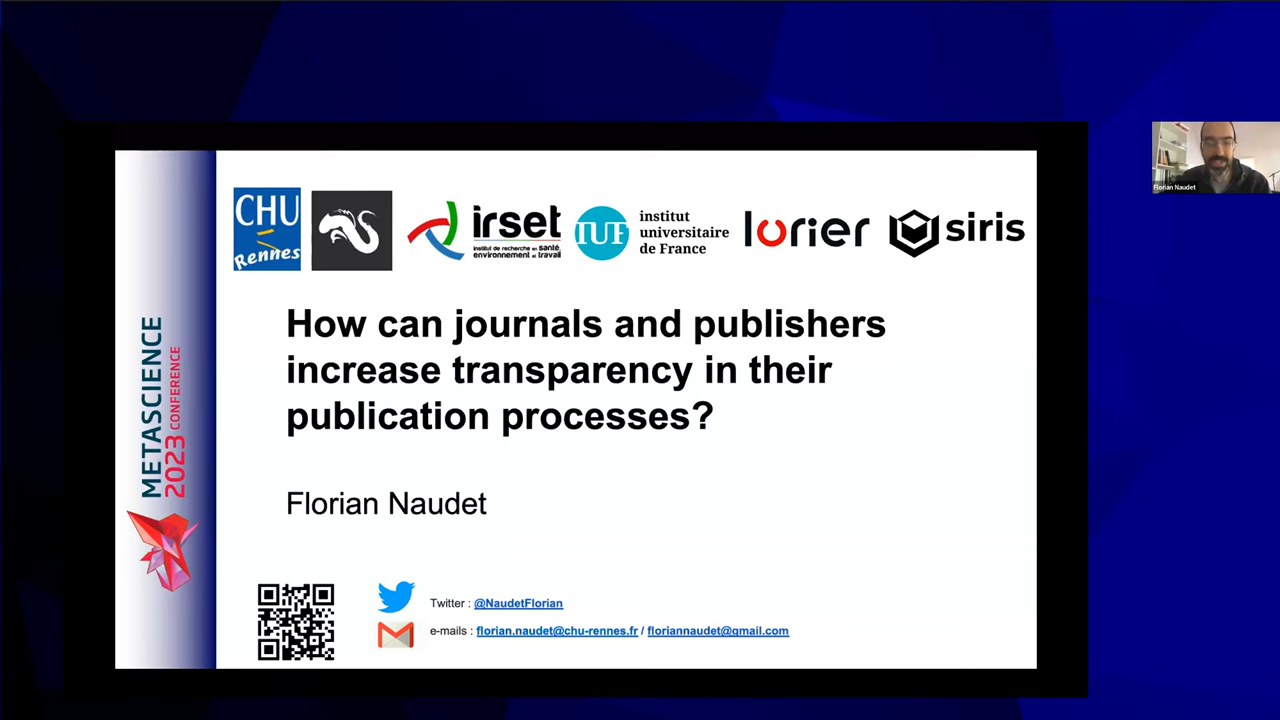 CHU
Rennes
irset
institut de recherche en santé
environnement et travail
IUF
institut
universitaire
de France
lorier
siris
METASCIENCE
2023 CONFERENCE
How can journals and publishers
increase transparency in their
publication processes?
Florian Naudet
Twitter : @NaudetFlorian
e-mails : florian.naudet@chu-rennes.fr / floriannaudet@gmail.com
Florian Naudet